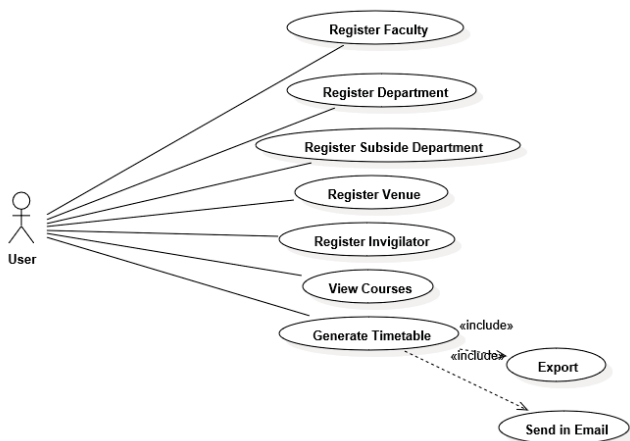 Register Faculty
Register Department
Register Subside Department
Register Venue
User
Register Invigilator
View Courses
Generate Timetable
«include»
«include»
Export
Send in Email